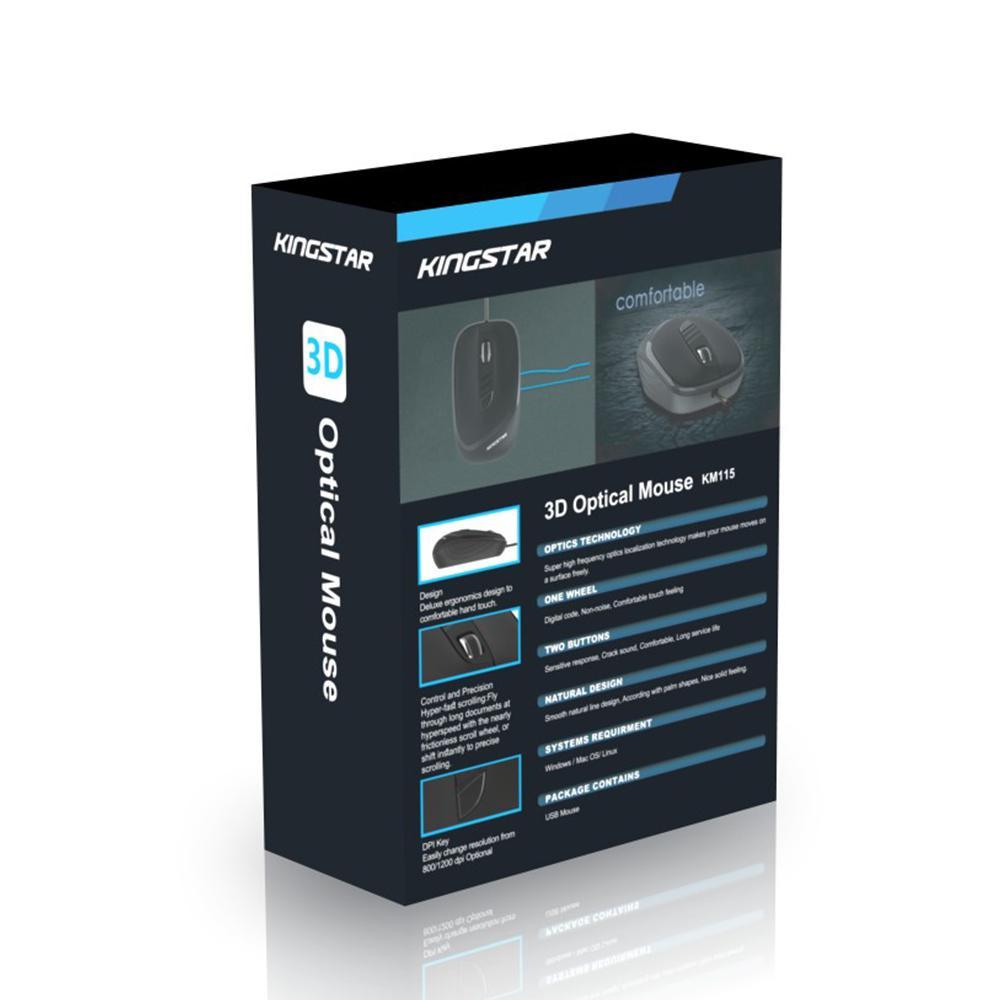 KINGSTAR
3D
Optical Mouse
KINGSTAR
comfortable
KINGSTAR
3D Optical Mouse KM115
OPTICS TECHNOLOGY
Super high frequency optics localization technology makes your mouse moves on
a surface freely.
ONE WHEEL
Digital code, Non-noise, Comfortable touch feeling
TWO BUTTONS
Sensitive response, Crack sound, Comfortable, Long service life
NATURAL DESIGN
Smooth natural line design, According with palm shapes, Nice solid feeling.
SYSTEMS REQUIRMENT
Windows / Mac OS/ Linux
PACKAGE CONTAINS
USB Mouse
Design
Deluxe ergonomics design to
comfortable hand touch.
Control and Precision
Hyper-fast scrolling:Fly
through long documents at
hyperspeed with the nearly
frictionless scroll wheel, or
shift instantly to precise
scrolling.
DPI Key
Easily change resolution from
800/1200 dpi Optional